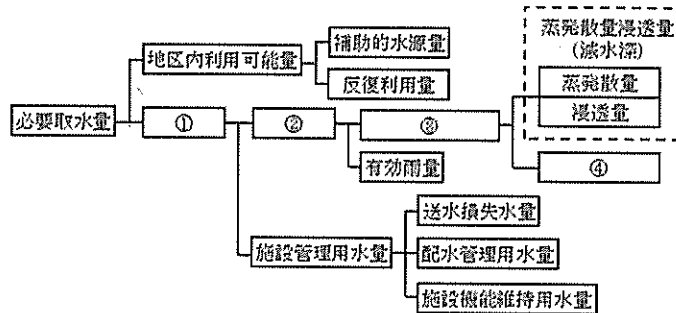 蒸発散量浸透量
(減水深)
補助的水源量
地区内利用可能量
反復利用量
蒸発散量
浸透量
必要取水量
①
②
③
有効雨量
④
送水損失水量
施設管理用水量
配水管理用水量
施設機能維持用水量